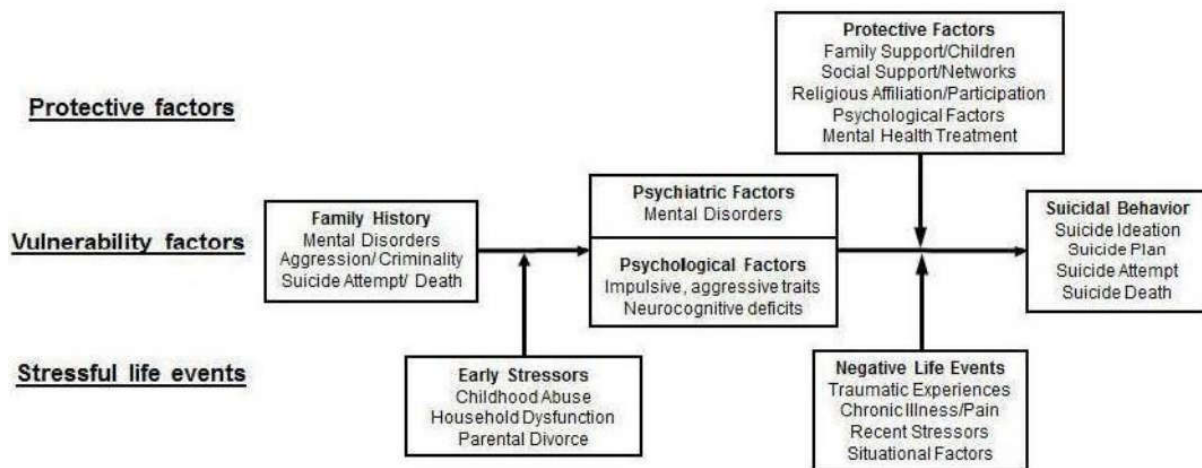 Protective Factors
Family Support/Children
Social Support/Networks
Religious Affiliation/Participation
Psychological Factors
Mental Health Treatment
Protective factors
Psychiatric Factors
Mental Disorders
Family History
Mental Disorders
Aggression/ Criminality
Suicide Attempt/ Death
Suicidal Behavior
Suicide Ideation
Suicide Plan
Suicide Attempt
Suicide Death
Vulnerability factors
Psychological Factors
Impulsive, aggressive traits
Neurocognitive deficits
Stressful life events
Early Stressors
Childhood Abuse
Household Dysfunction
Parental Divorce
Negative Life Events
Traumatic Experiences
Chronic Illness/Pain
Recent Stressors
Situational Factors